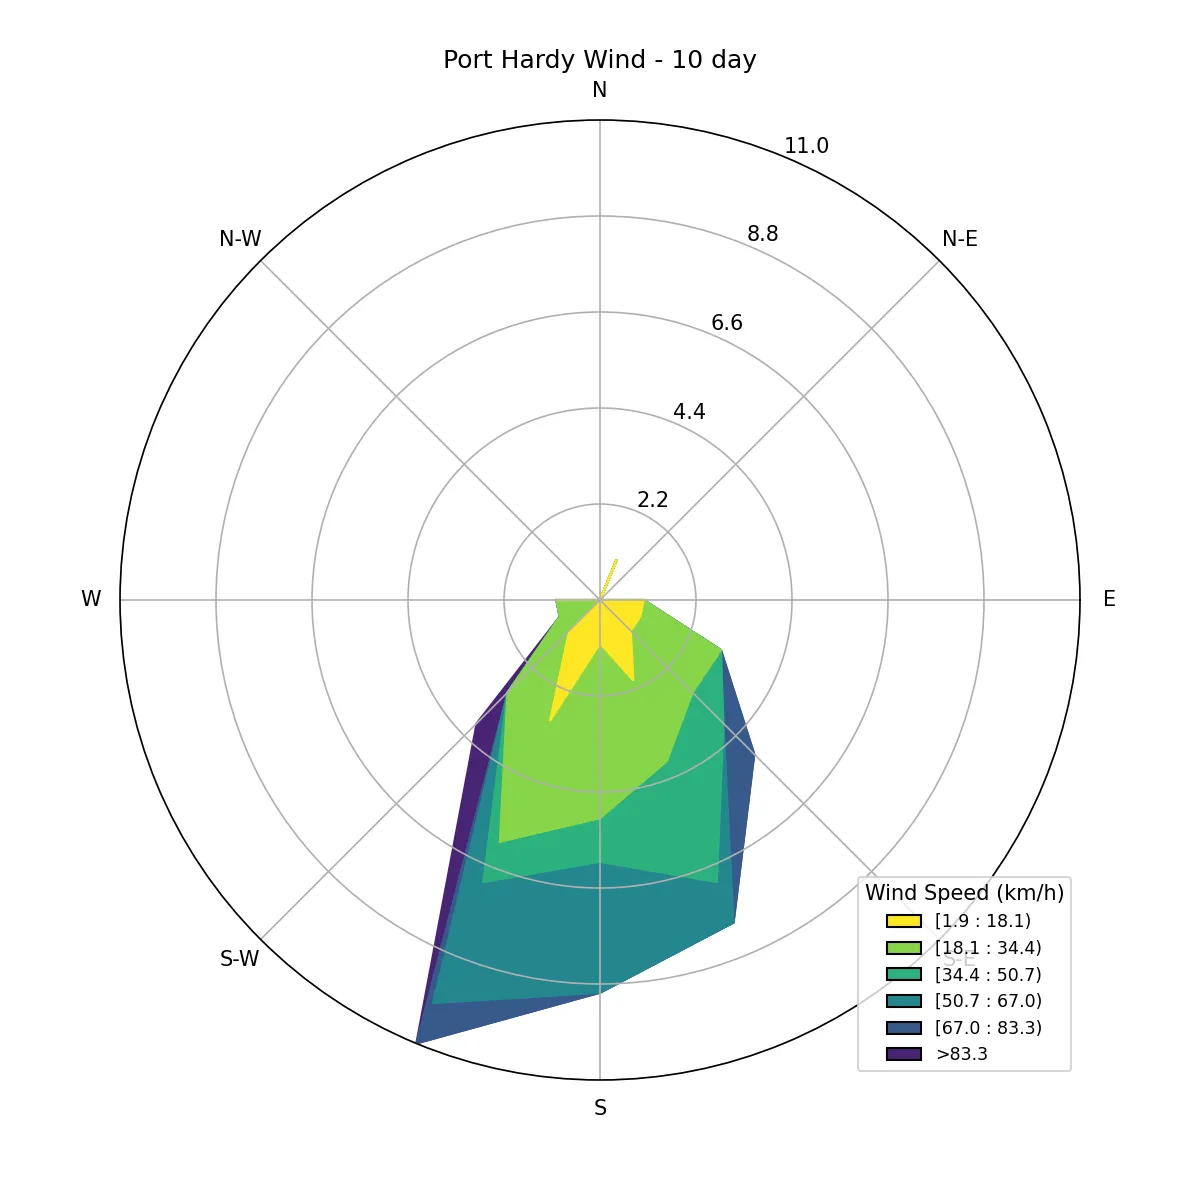 Port Hardy Wind - 10 day
N
11.0
N-W
N-E
8.8
6.6
4.4
2.2
W
E
S-W
S-E
S
Wind Speed (km/h)
[1.9 : 18.1)
[18.1 : 34.4)
[34.4 : 50.7)
[50.7 : 67.0)
[67.0 : 83.3)
>83.3